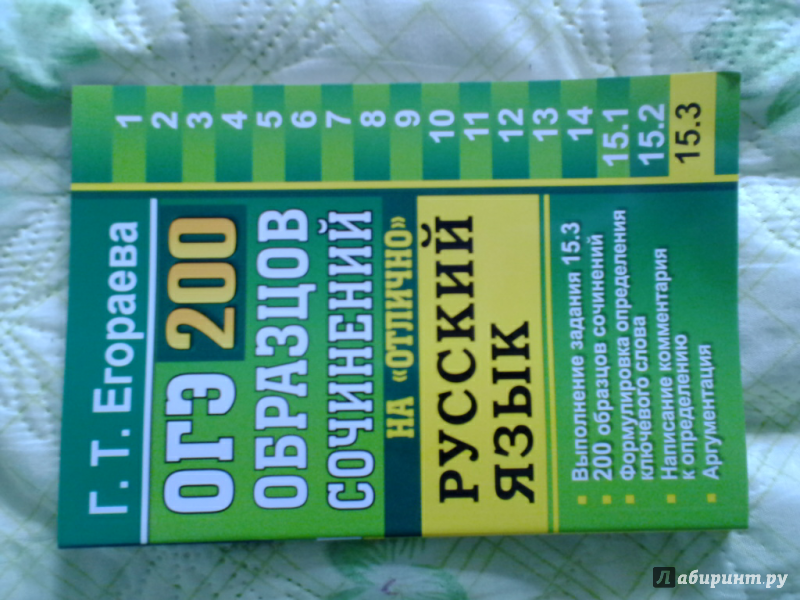 Г. Т. Егораева
ОГЭ 200
ОБРАЗЦОВ
СОЧИНЕНИЙ
НА «ОТЛИЧНО»
РУССКИЙ
ЯЗЫК
Выполнение задания 15.3
200 образцов сочинений
Формулировка определения
ключевого слова
Написание комментария
к определению
Аргументация
1
2
3
4
5
6
7
8
9
10
11
12
13
14
15.1
15.2
15.3
Лабиринт.ру